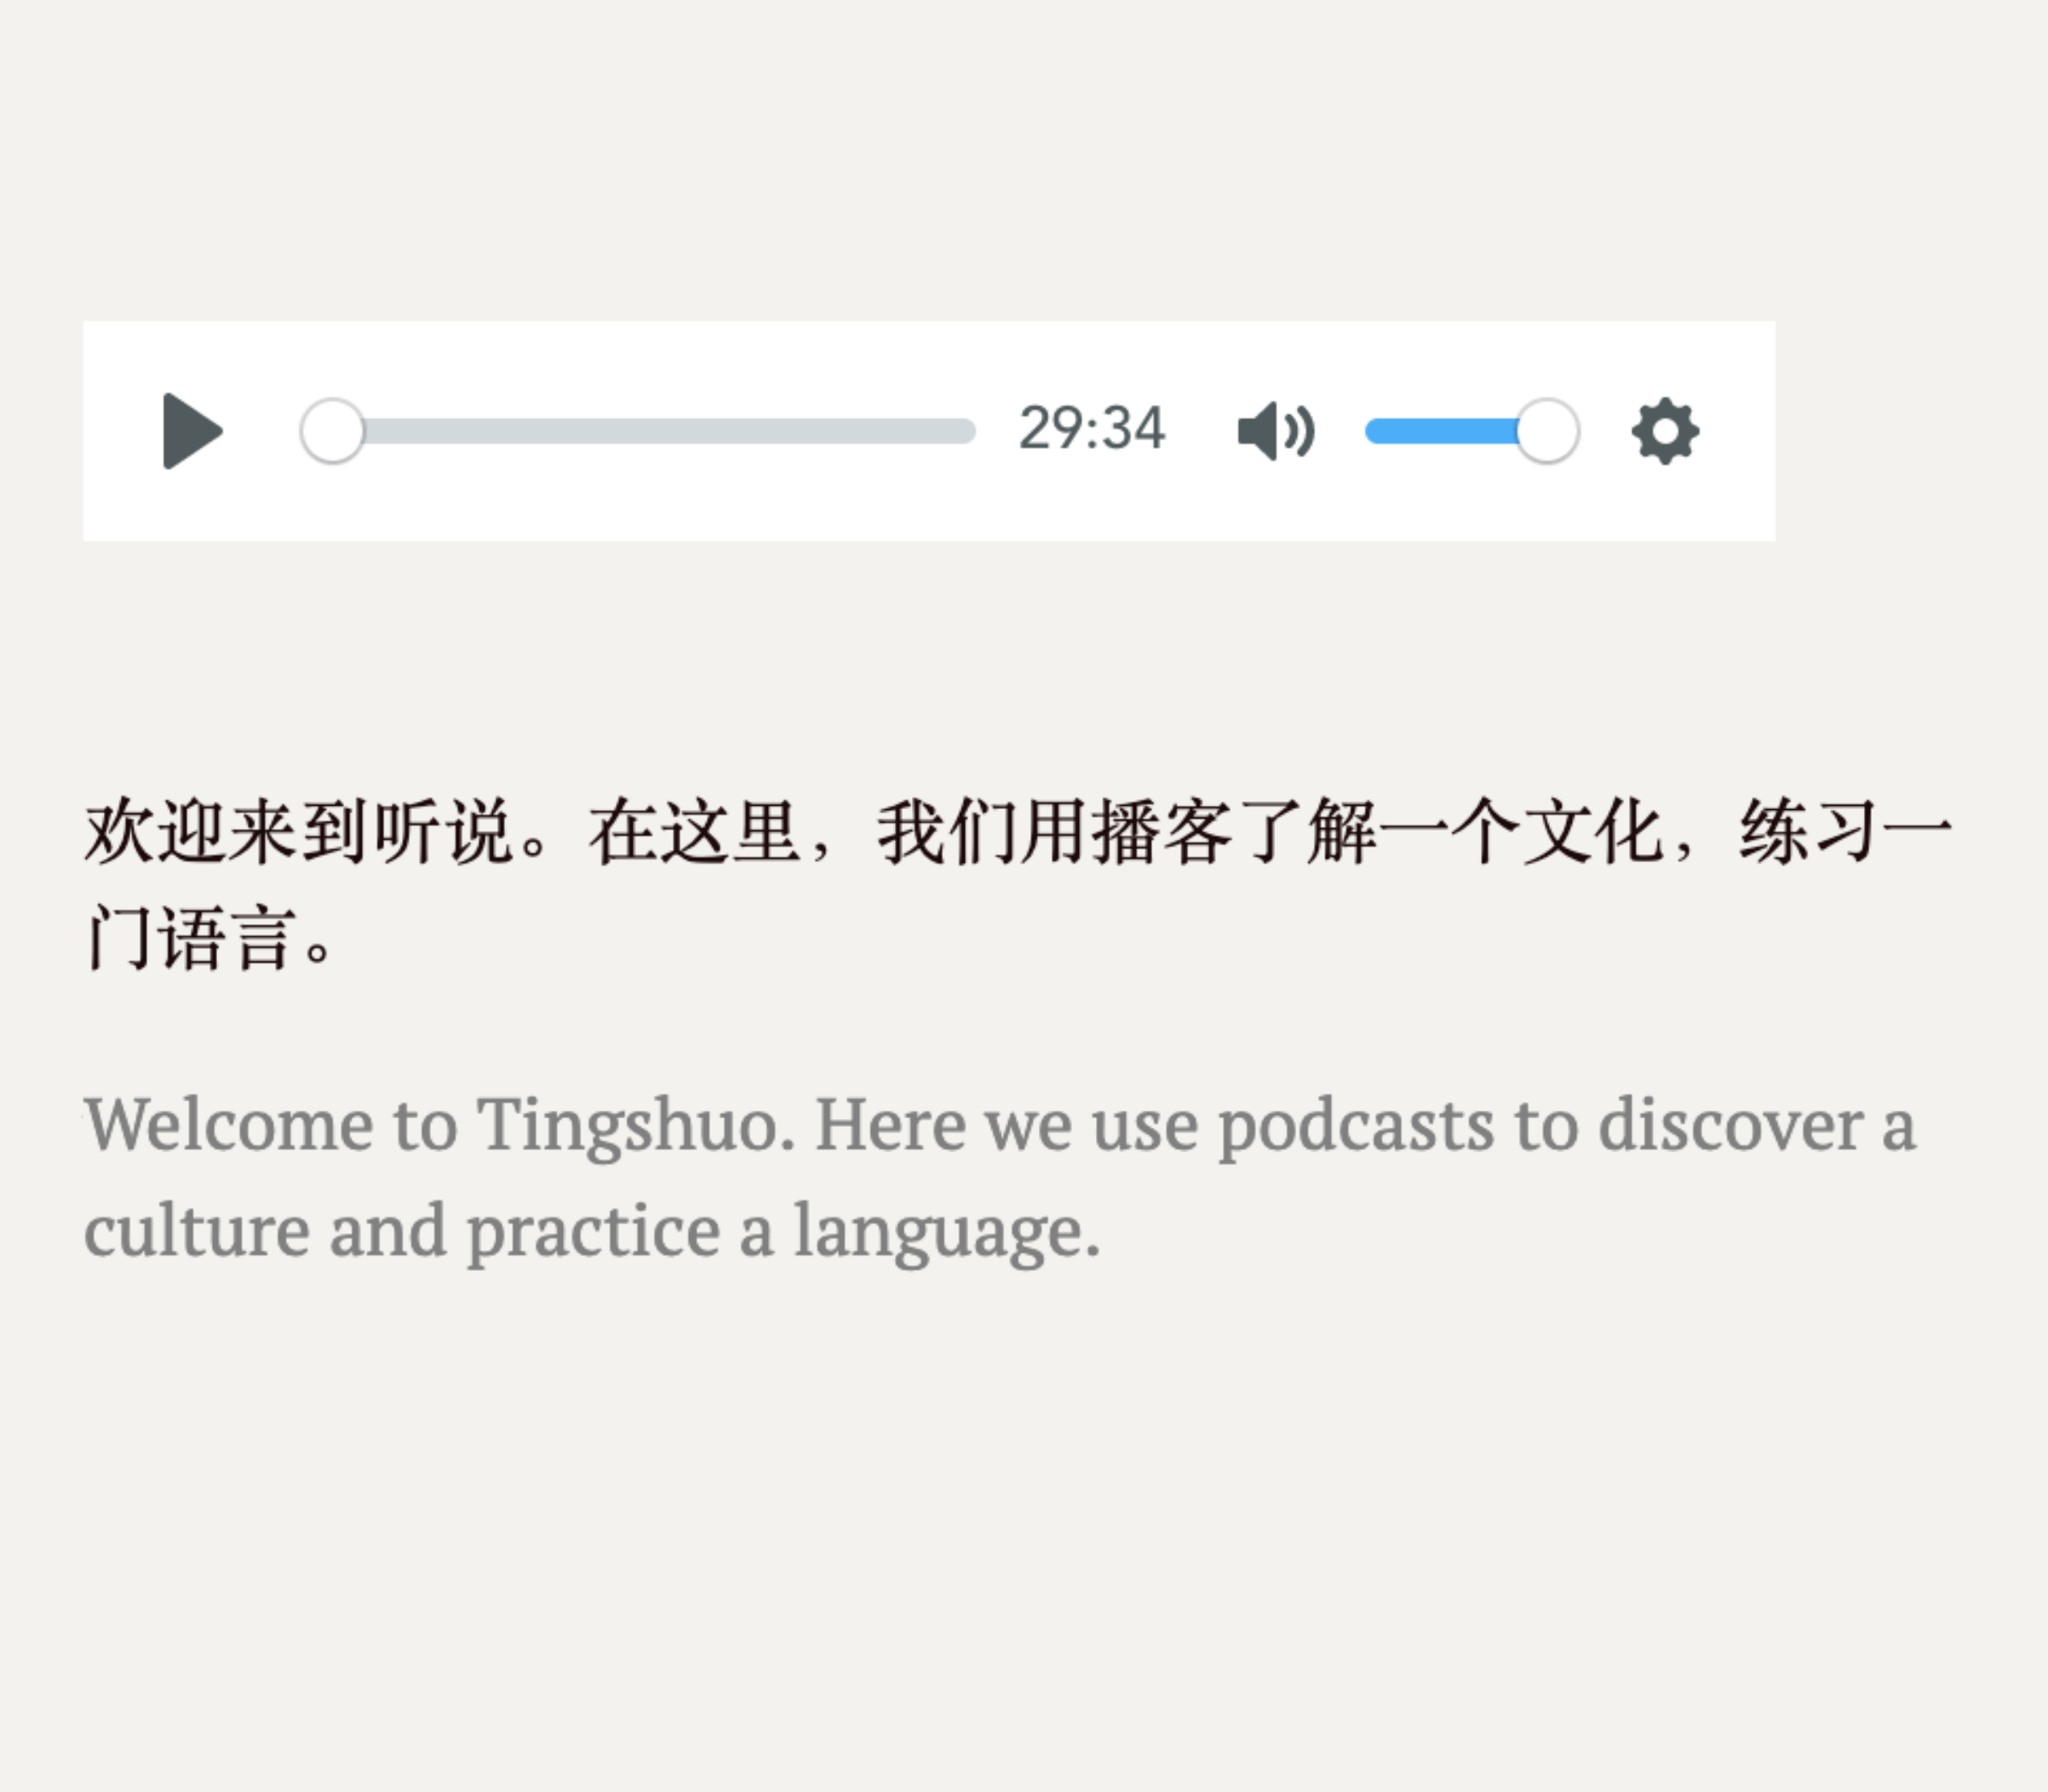 29:34
欢迎来到听说。在这里，我们用播客了解一个文化，练习一
门语言。
Welcome to Tingshuo. Here we use podcasts to discover a
culture and practice a language.